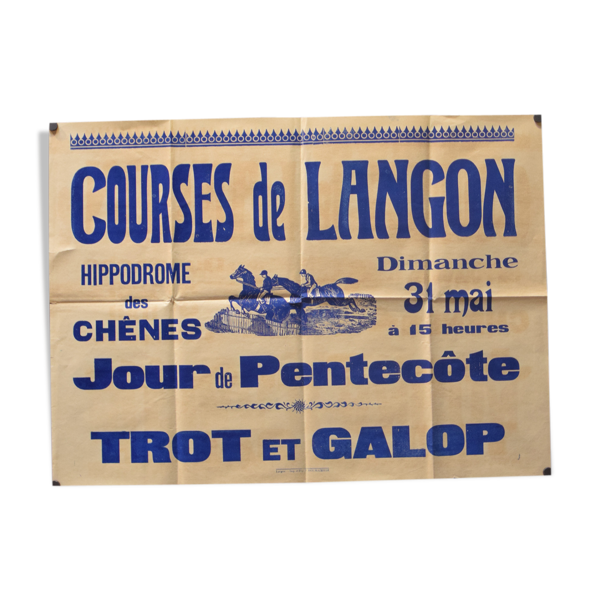 COURSES de LANGON
HIPPODROME
des
CHÊNES
Dimanche
31 mai
à 15 heures
Jour de Pentecôte
TROT ET GALOP